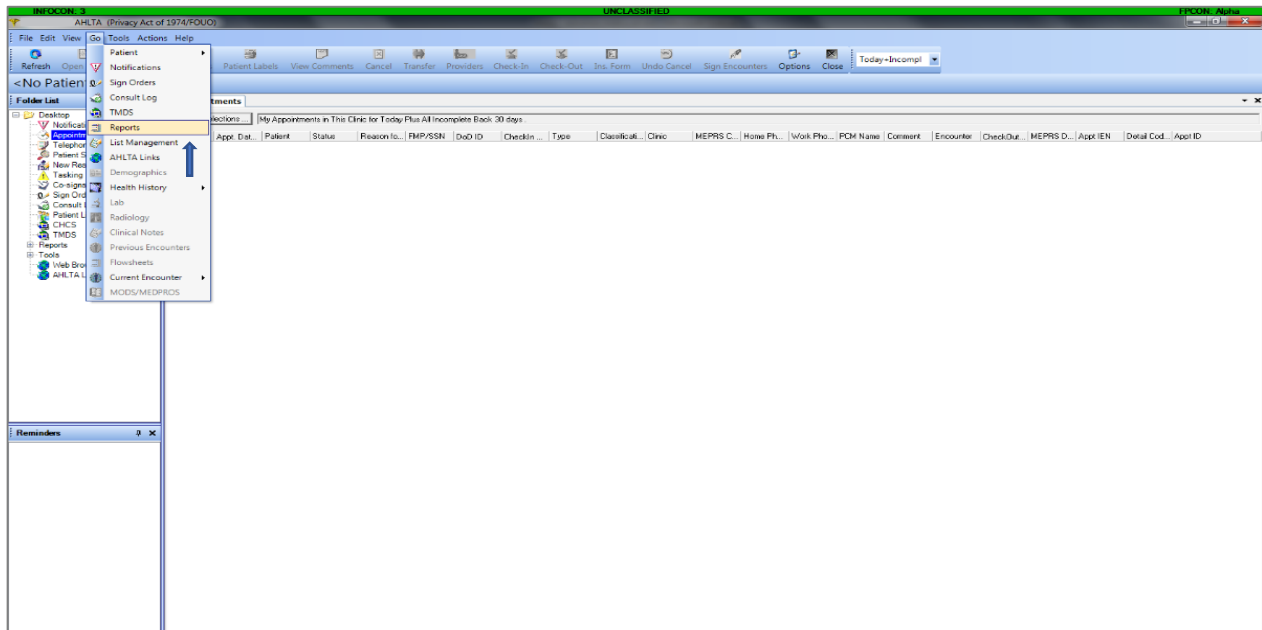 INFOCON: 3 UNCLASSIFIED FPCON: Alpha
AHLTA (Privacy Act of 1974/FOUO)
File Edit View Go Tools Actions Help
Refresh Open Patient Labels View Comments Cancel Transfer Providers Check-In Check-Out Ins. Form Undo Cancel Sign Encounters Options Close Today+Incompl
<No Patien
Folder List
Desktop
Notificati
Appointm
Telephon
Patient S
New Res
Tasking
Co-signs
Sign Ord
Consult L
Patient L
CHCS
TMDS
Reports
Tools
Web Bro
AHLTA L
Patient
Notifications
Sign Orders
Consult Log
TMDS
Reports
List Management
AHLTA Links
Demographics
Health History
Lab
Radiology
Clinical Notes
Previous Encounters
Flowsheets
Current Encounter
MODS/MEDPROS
tments
lections... My Appointments in This Clinic for Today Plus All Incomplete Back 30 days.
Appt. Dat... Patient Status Reason fo... FMP/SSN DoD ID CheckIn ... Type Classificati... Clinic MEPRS C... Home Ph... Work Pho... PCM Name Comment Encounter CheckOut... MEPRS D... Appt IEN Detail Cod... Appt ID
Reminders